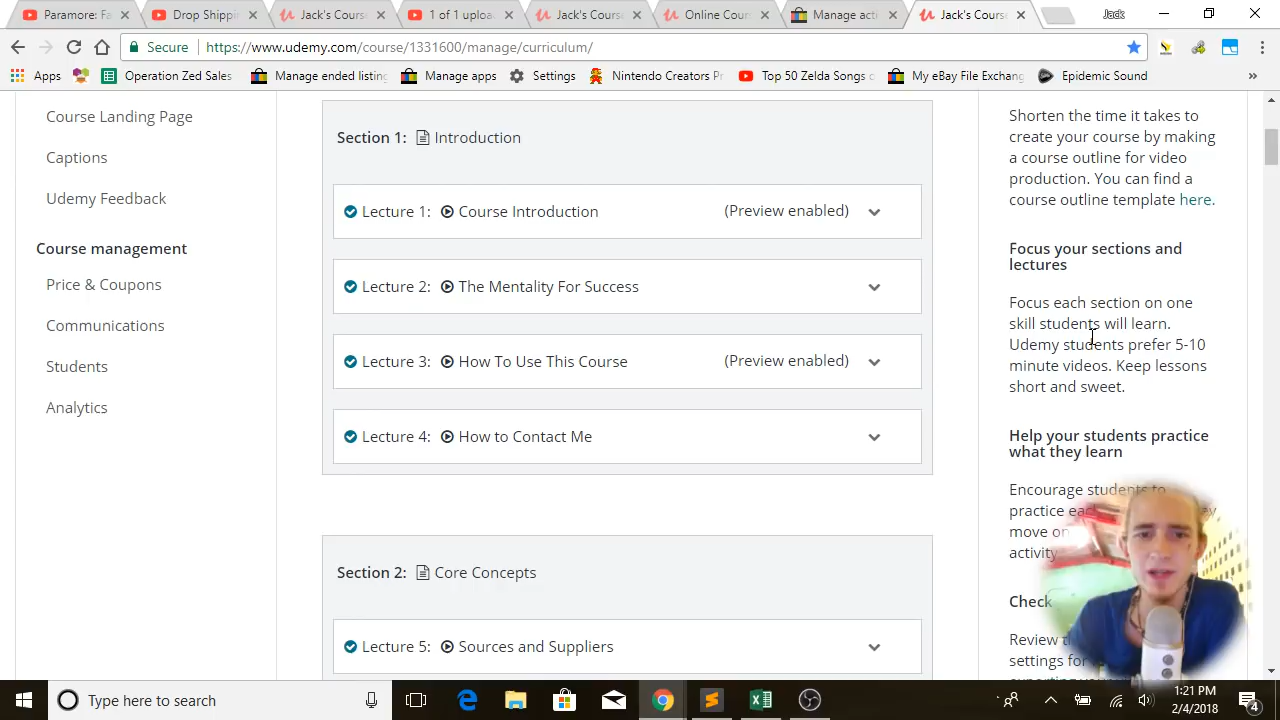 Paramore: Fa
Drop Shippi
Jack's Cours
1 of 1 uploa
Jack's Cours
Online Cour
Manage acti
Jack's Cours
Jack
Secure
https://www.udemy.com/course/1331600/manage/curriculum/
Apps
Operation Zed Sales
Manage ended listing
Manage apps
Settings
Nintendo Creators
Top 50 Zelda Songs c
My eBay File Exchang
Epidemic Sound
»
Course Landing Page
Captions
Udemy Feedback
Course management
Price & Coupons
Communications
Students
Analytics
Section 1: Introduction
Lecture 1: Course Introduction (Preview enabled)
Lecture 2: The Mentality For Success
Lecture 3: How To Use This Course (Preview enabled)
Lecture 4: How to Contact Me
Section 2: Core Concepts
Lecture 5: Sources and Suppliers
Shorten the time it takes to
create your course by making
a course outline for video
production. You can find a
course outline template here.
Focus your sections and
lectures
Focus each section on one
skill students will learn.
Udemy students prefer 5-10
minute videos. Keep lessons
short and sweet.
Help your students practice
what they learn
Encourage students to
practice
move
activity
Check
Review
settings for
Type here to search
1:21 PM
2/4/2018
4